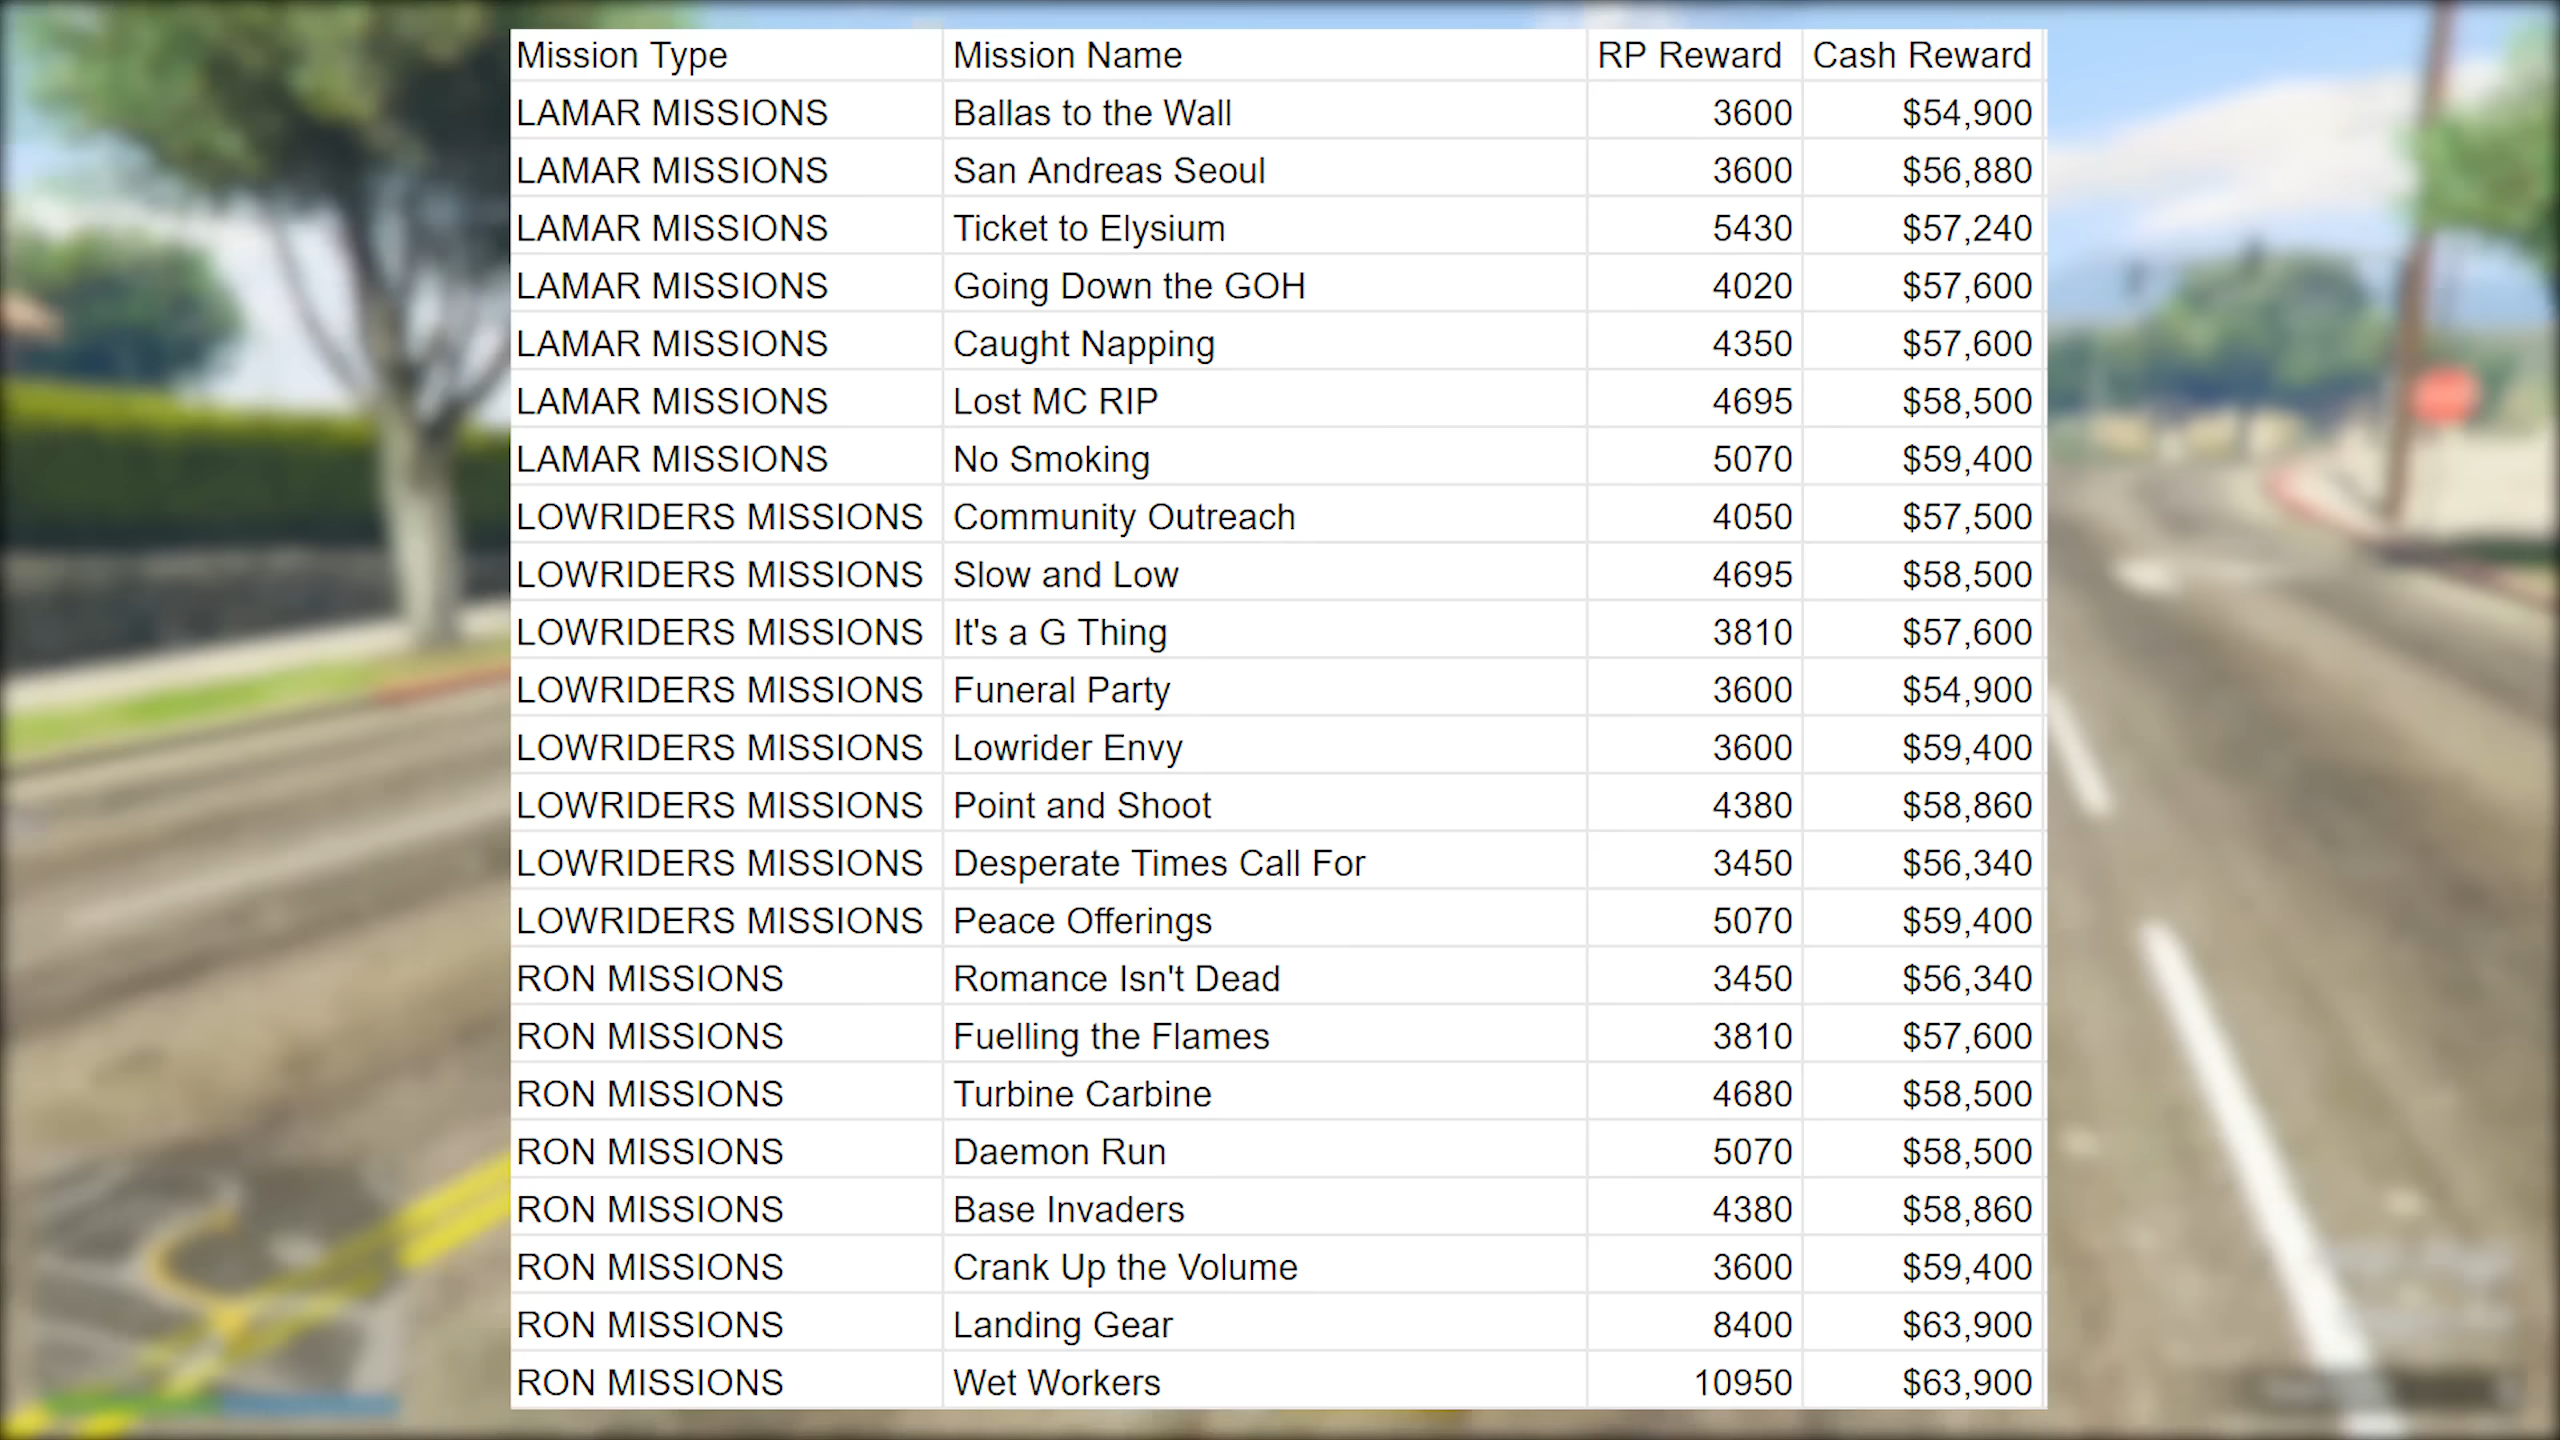 Mission Type Mission Name RP Reward Cash Reward
LAMAR MISSIONS Ballas to the Wall 3600 $54,900
LAMAR MISSIONS San Andreas Seoul 3600 $56,880
LAMAR MISSIONS Ticket to Elysium 5430 $57,240
LAMAR MISSIONS Going Down the GOH 4020 $57,600
LAMAR MISSIONS Caught Napping 4350 $57,600
LAMAR MISSIONS Lost MC RIP 4695 $58,500
LAMAR MISSIONS No Smoking 5070 $59,400
LOWRIDERS MISSIONS Community Outreach 4050 $57,500
LOWRIDERS MISSIONS Slow and Low 4695 $58,500
LOWRIDERS MISSIONS It's a G Thing 3810 $57,600
LOWRIDERS MISSIONS Funeral Party 3600 $54,900
LOWRIDERS MISSIONS Lowrider Envy 3600 $59,400
LOWRIDERS MISSIONS Point and Shoot 4380 $58,860
LOWRIDERS MISSIONS Desperate Times Call For 3450 $56,340
LOWRIDERS MISSIONS Peace Offerings 5070 $59,400
RON MISSIONS Romance Isn't Dead 3450 $56,340
RON MISSIONS Fuelling the Flames 3810 $57,600
RON MISSIONS Turbine Carbine 4680 $58,500
RON MISSIONS Daemon Run 5070 $58,500
RON MISSIONS Base Invaders 4380 $58,860
RON MISSIONS Crank Up the Volume 3600 $59,400
RON MISSIONS Landing Gear 8400 $63,900
RON MISSIONS Wet Workers 10950 $63,900